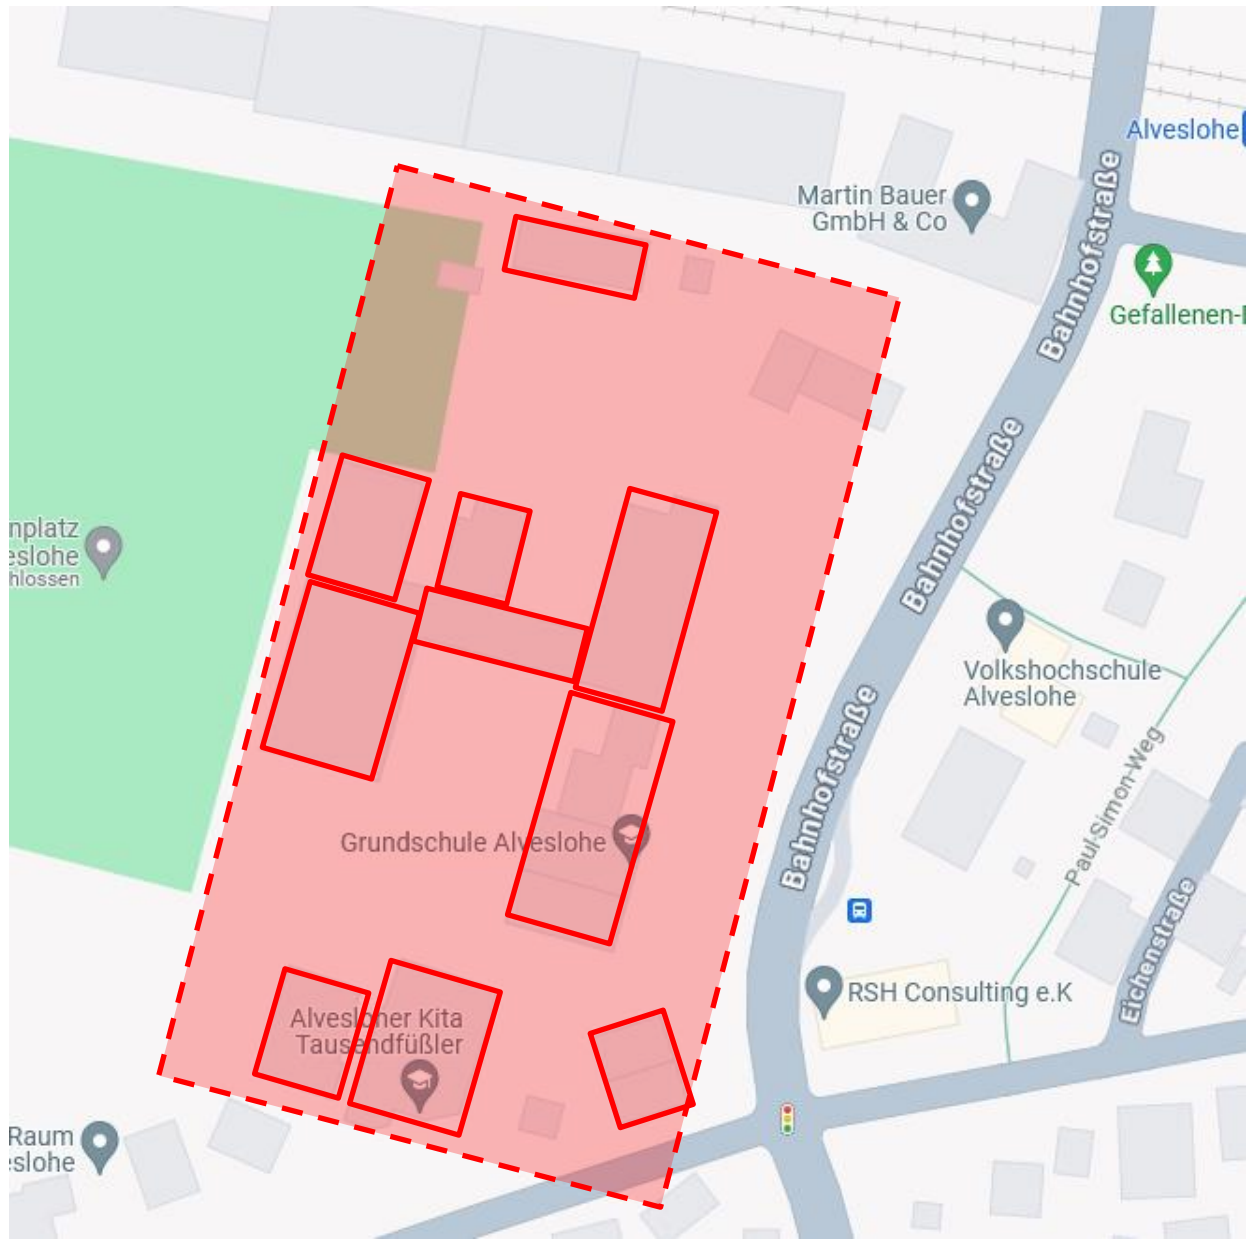 Alveslohe
Martin Bauer
GmbH & Co
Bahnhofstraße
Gefallenen-
Bahnhofstraße
nplatz
eslohe
hlossen
Volkshochschule
Alveslohe
Bahnhofstraße
Paul-Simon-Weg
Grundschule Alveslohe
Eichenstraße
RSH Consulting e.K
Alvesloher Kita
Tausendfüßler
Raum
eslohe